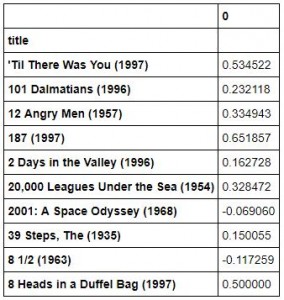 0
title
'Til There Was You (1997) 0.534522
101 Dalmatians (1996) 0.232118
12 Angry Men (1957) 0.334943
187 (1997) 0.651857
2 Days in the Valley (1996) 0.162728
20,000 Leagues Under the Sea (1954) 0.328472
2001: A Space Odyssey (1968) -0.069060
39 Steps, The (1935) 0.150055
8 1/2 (1963) -0.117259
8 Heads in a Duffel Bag (1997) 0.500000